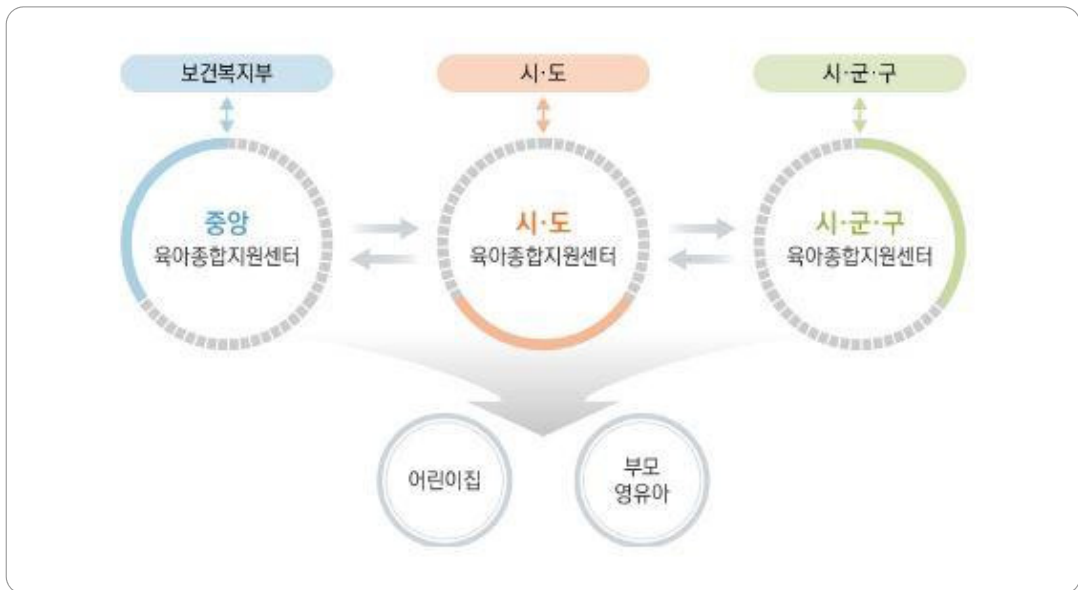 보건복지부
시·도
시·군·구
중앙
육아종합지원센터
시·도
육아종합지원센터
시·군·구
육아종합지원센터
어린이집
부모
영유아